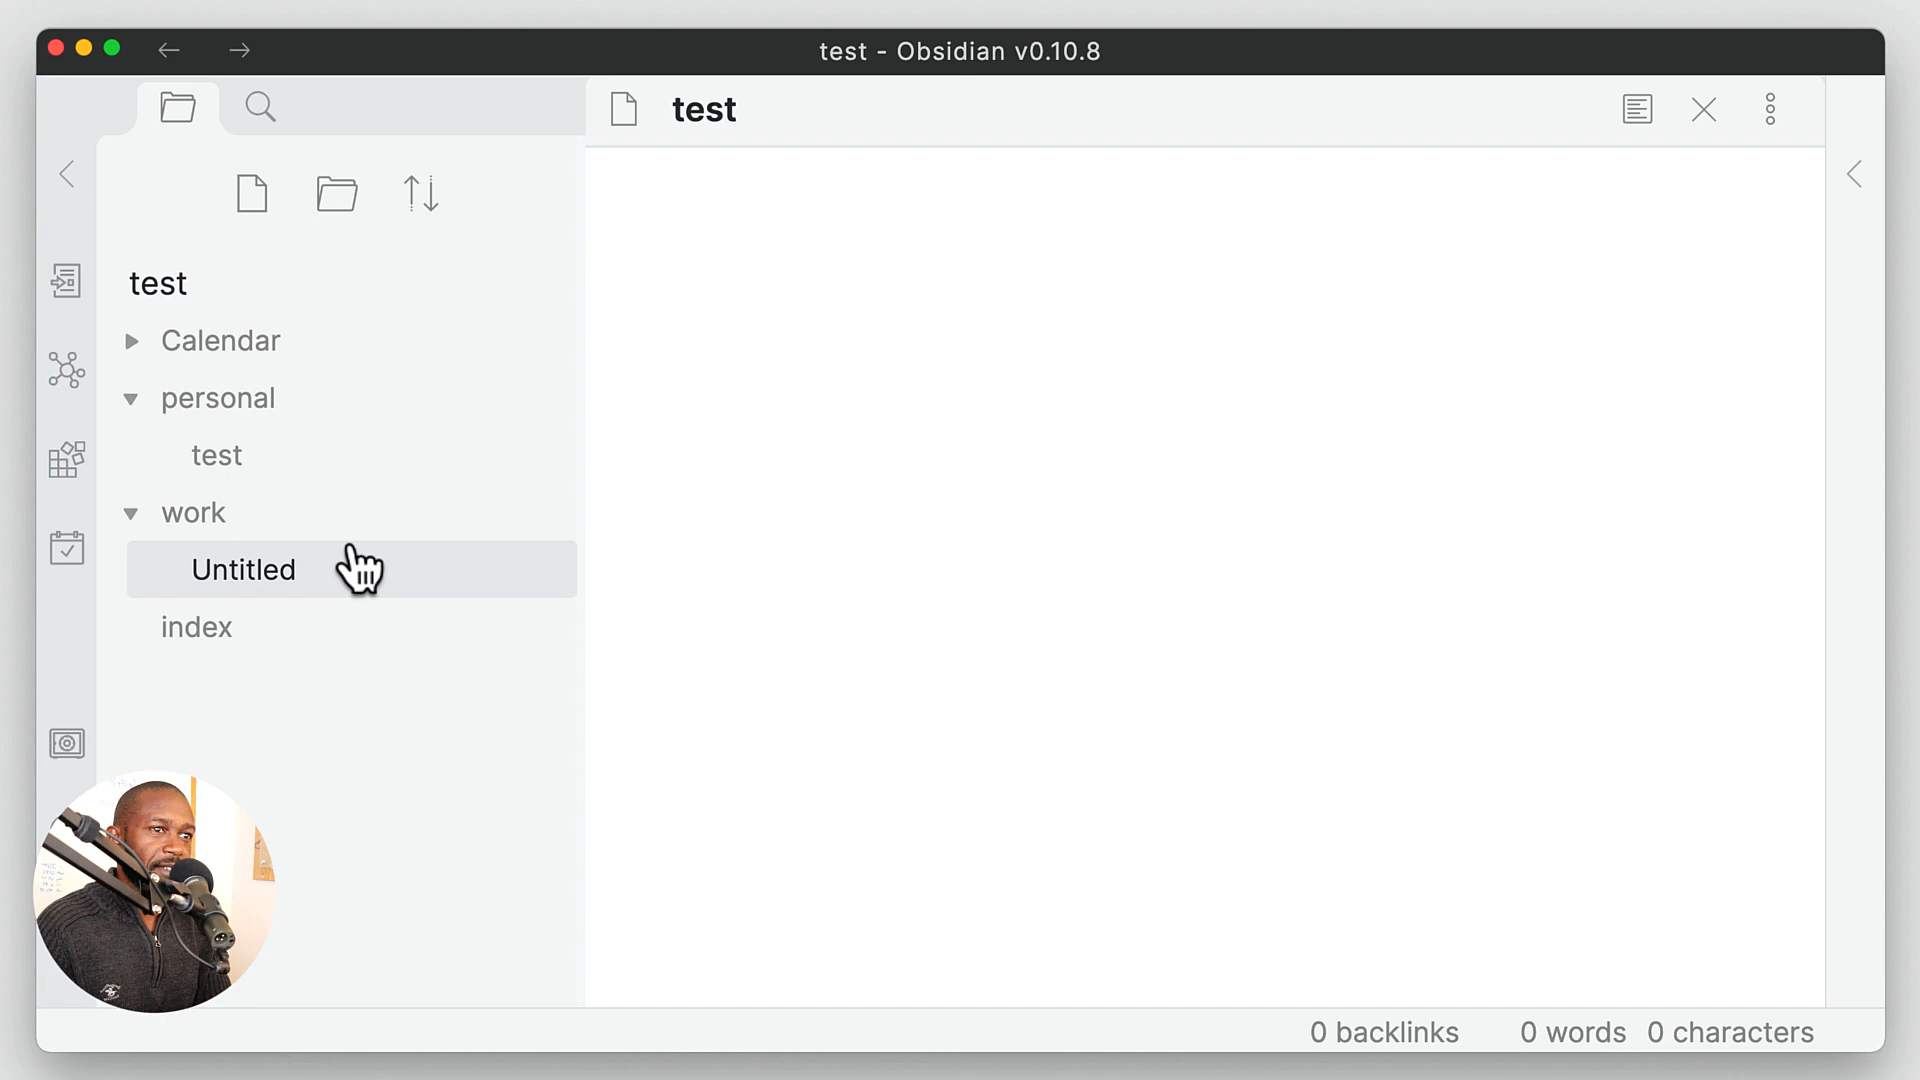 test - Obsidian v0.10.8
test
test
Calendar
personal
test
work
Untitled
index
0 backlinks 0 words 0 characters